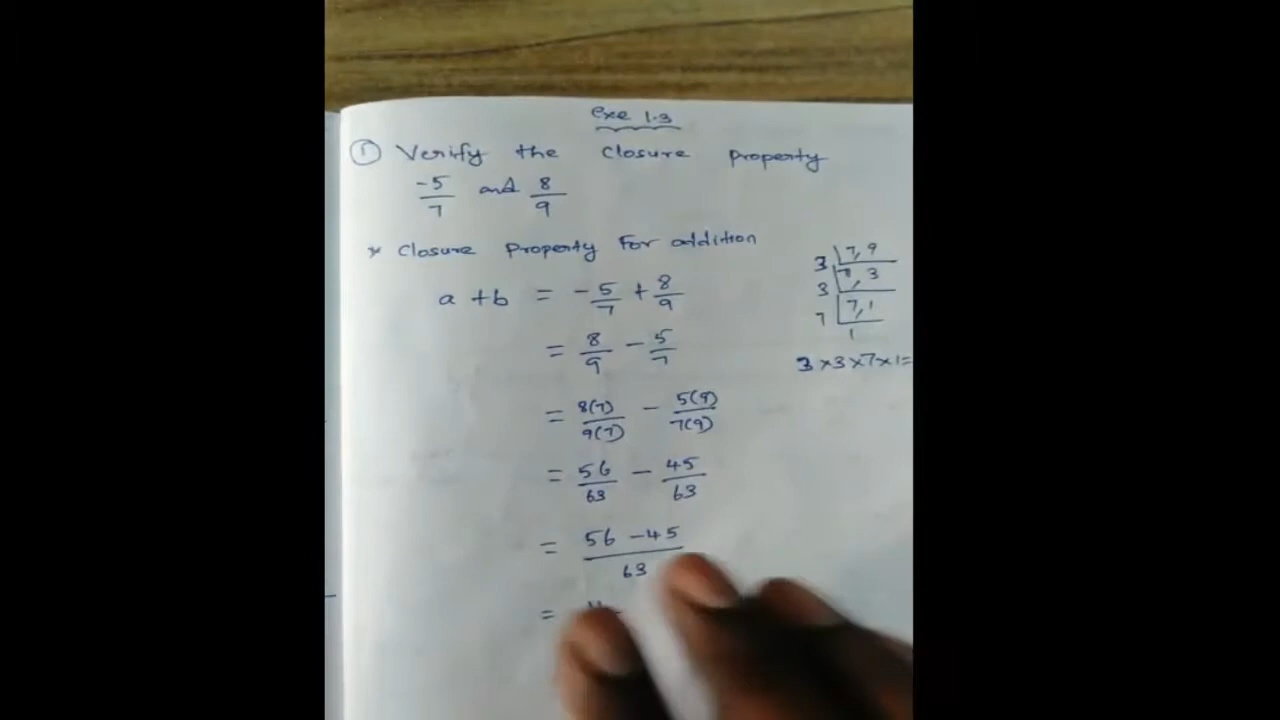 exe 1.3
① Verify the closure property
-5/7 and 8/9
* Closure Property For addition
a + b = -5/7 + 8/9
= 8/9 - 5/7
= 8(7)/9(7) - 5(9)/7(9)
= 56/63 - 45/63
= 56 - 45/63
=
3 7, 9
3 7, 3
7 7, 1
1
3×3×7×1=